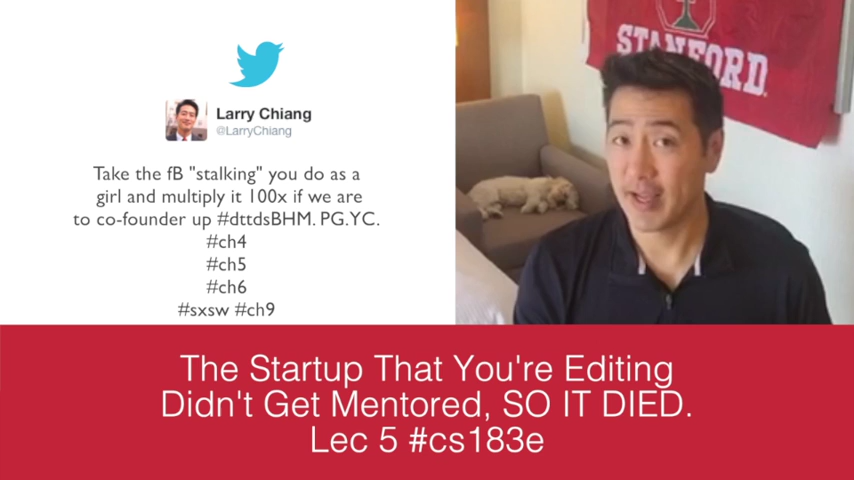 Larry Chiang
@LarryChiang
Take the fB "stalking" you do as a
girl and multiply it 100x if we are
to co-founder up #dttdsBHM. PG.YC.
#ch4
#ch5
#ch6
#sxsw #ch9
STANFORD
The Startup That You're Editing
Didn't Get Mentored, SO IT DIED.
Lec 5 #cs183e